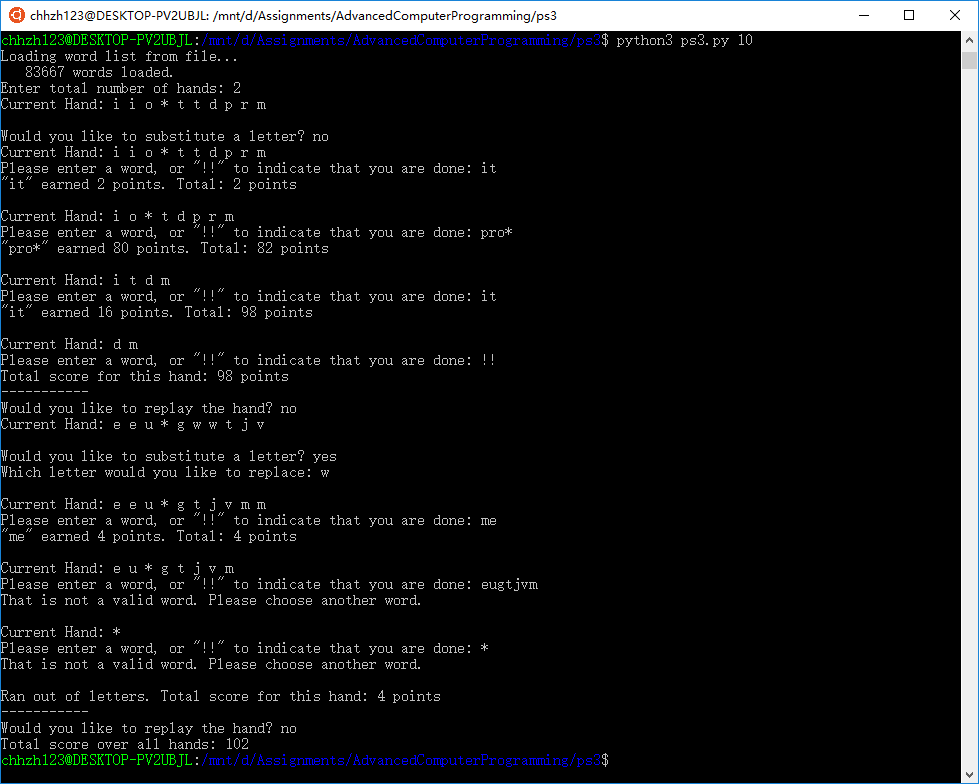 chhzh123@DESKTOP-PV2UBJL: /mnt/d/Assignments/AdvancedComputerProgramming/ps3
chhzh123@DESKTOP-PV2UBJL:/mnt/d/Assignments/AdvancedComputerProgramming/ps3$ python3 ps3.py 10
Loading word list from file...
   83667 words loaded.
Enter total number of hands: 2
Current Hand: i i o * t t d p r m

Would you like to substitute a letter? no
Current Hand: i i o * t t d p r m
Please enter a word, or "!!" to indicate that you are done: it
"it" earned 2 points. Total: 2 points

Current Hand: i o * t d p r m
Please enter a word, or "!!" to indicate that you are done: pro*
"pro*" earned 80 points. Total: 82 points

Current Hand: i t d m
Please enter a word, or "!!" to indicate that you are done: it
"it" earned 16 points. Total: 98 points

Current Hand: d m
Please enter a word, or "!!" to indicate that you are done: !!
Total score for this hand: 98 points
-----------
Would you like to replay the hand? no
Current Hand: e e u * g w w t j v

Would you like to substitute a letter? yes
Which letter would you like to replace: w

Current Hand: e e u * g t j v m m
Please enter a word, or "!!" to indicate that you are done: me
"me" earned 4 points. Total: 4 points

Current Hand: e u * g t j v m
Please enter a word, or "!!" to indicate that you are done: eugtjvm
That is not a valid word. Please choose another word.

Current Hand: *
Please enter a word, or "!!" to indicate that you are done: *
That is not a valid word. Please choose another word.

Ran out of letters. Total score for this hand: 4 points
-----------
Would you like to replay the hand? no
Total score over all hands: 102
chhzh123@DESKTOP-PV2UBJL:/mnt/d/Assignments/AdvancedComputerProgramming/ps3$